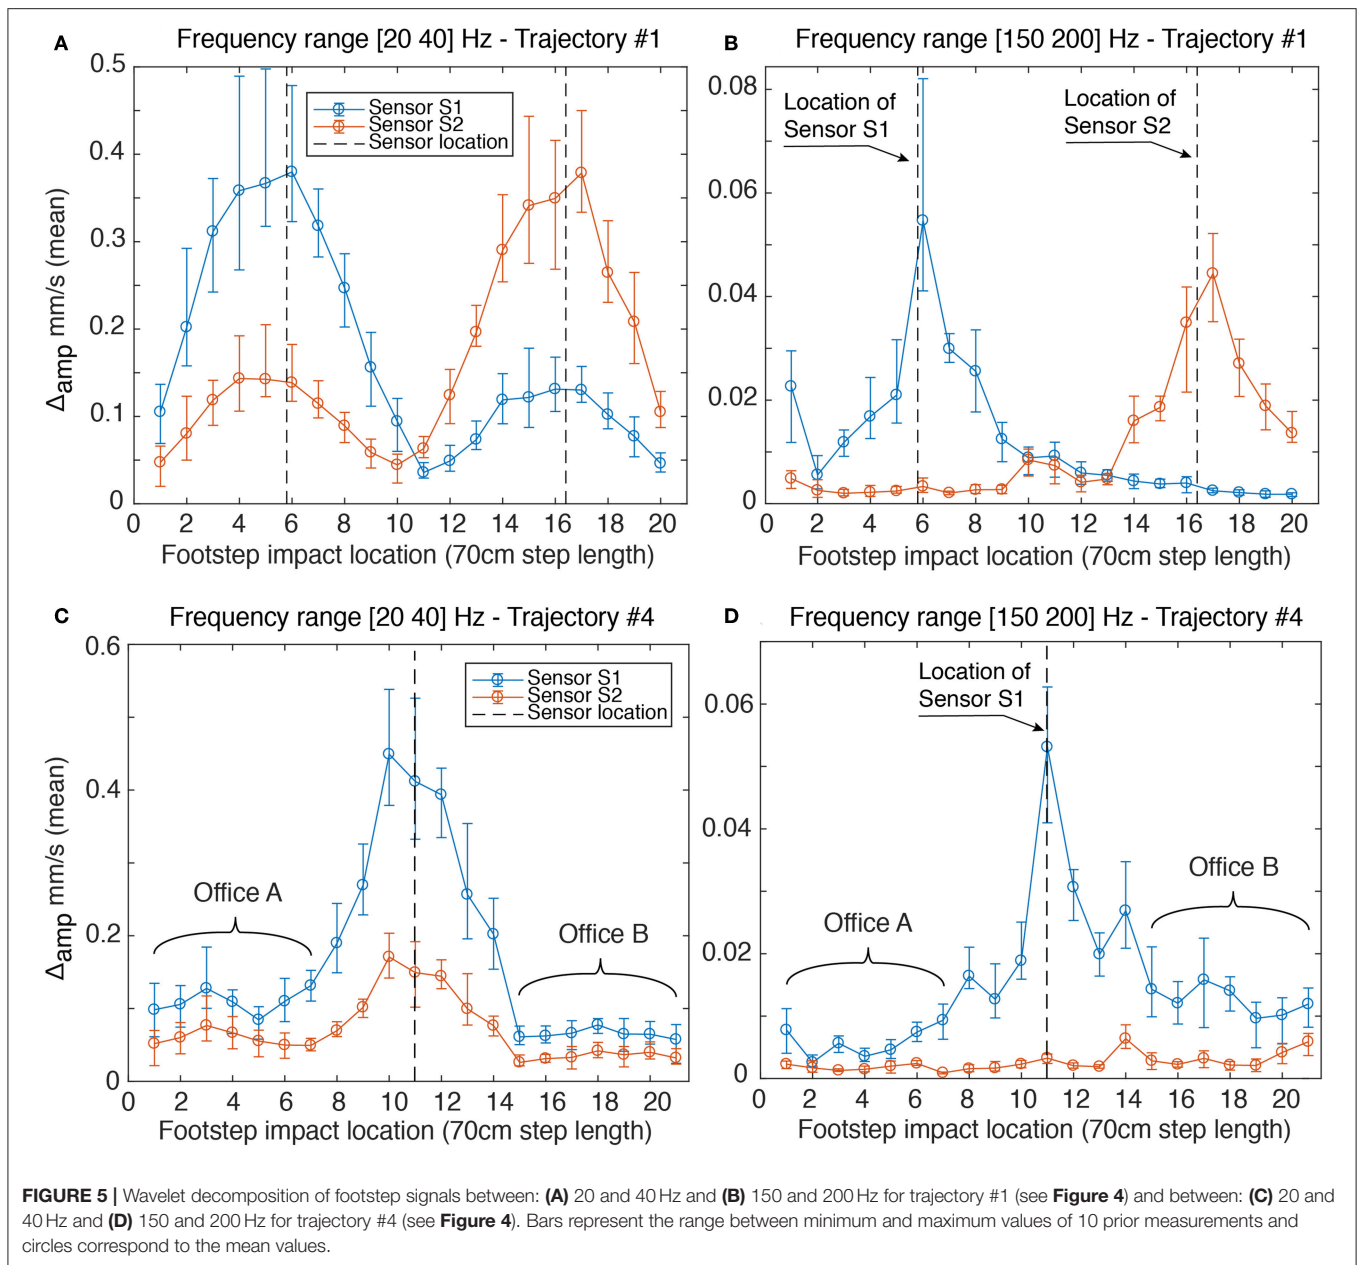 A
Frequency range [20 40] Hz - Trajectory #1
0.5
0.4
0.3
0.2
0.1
0
Δamp mm/s (mean)
Sensor S1
Sensor S2
Sensor location
0 2 4 6 8 10 12 14 16 18 20
Footstep impact location (70cm step length)
B
Frequency range [150 200] Hz - Trajectory #1
0.08
0.06
0.04
0.02
0
Location of
Sensor S1
Location of
Sensor S2
0 2 4 6 8 10 12 14 16 18 20
Footstep impact location (70cm step length)
C
Frequency range [20 40] Hz - Trajectory #4
0.6
0.4
0.2
0
Δamp mm/s (mean)
Sensor S1
Sensor S2
Sensor location
Office A
Office B
0 2 4 6 8 10 12 14 16 18 20
Footstep impact location (70cm step length)
D
Frequency range [150 200] Hz - Trajectory #4
0.06
0.04
0.02
0
Location of
Sensor S1
Office A
Office B
0 2 4 6 8 10 12 14 16 18 20
Footstep impact location (70cm step length)
FIGURE 5 | Wavelet decomposition of footstep signals between: (A) 20 and 40 Hz and (B) 150 and 200 Hz for trajectory #1 (see Figure 4) and between: (C) 20 and
40 Hz and (D) 150 and 200 Hz for trajectory #4 (see Figure 4). Bars represent the range between minimum and maximum values of 10 prior measurements and
circles correspond to the mean values.